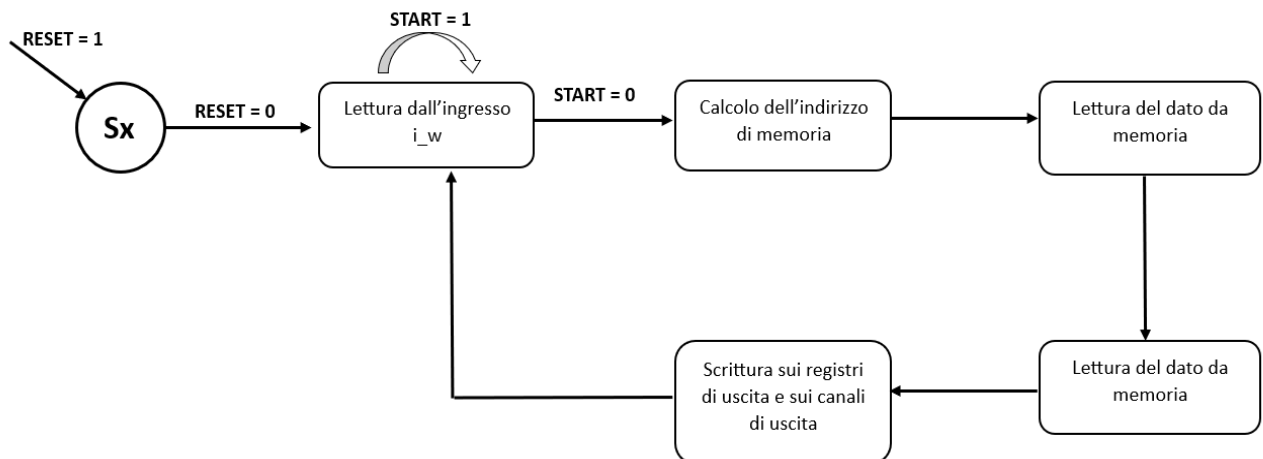 RESET = 1
START = 1
Sx
RESET = 0
Lettura dall'ingresso
i_w
START = 0
Calcolo dell'indirizzo
di memoria
Lettura del dato da
memoria
Scrittura sui registri
di uscita e sui canali
di uscita
Lettura del dato da
memoria